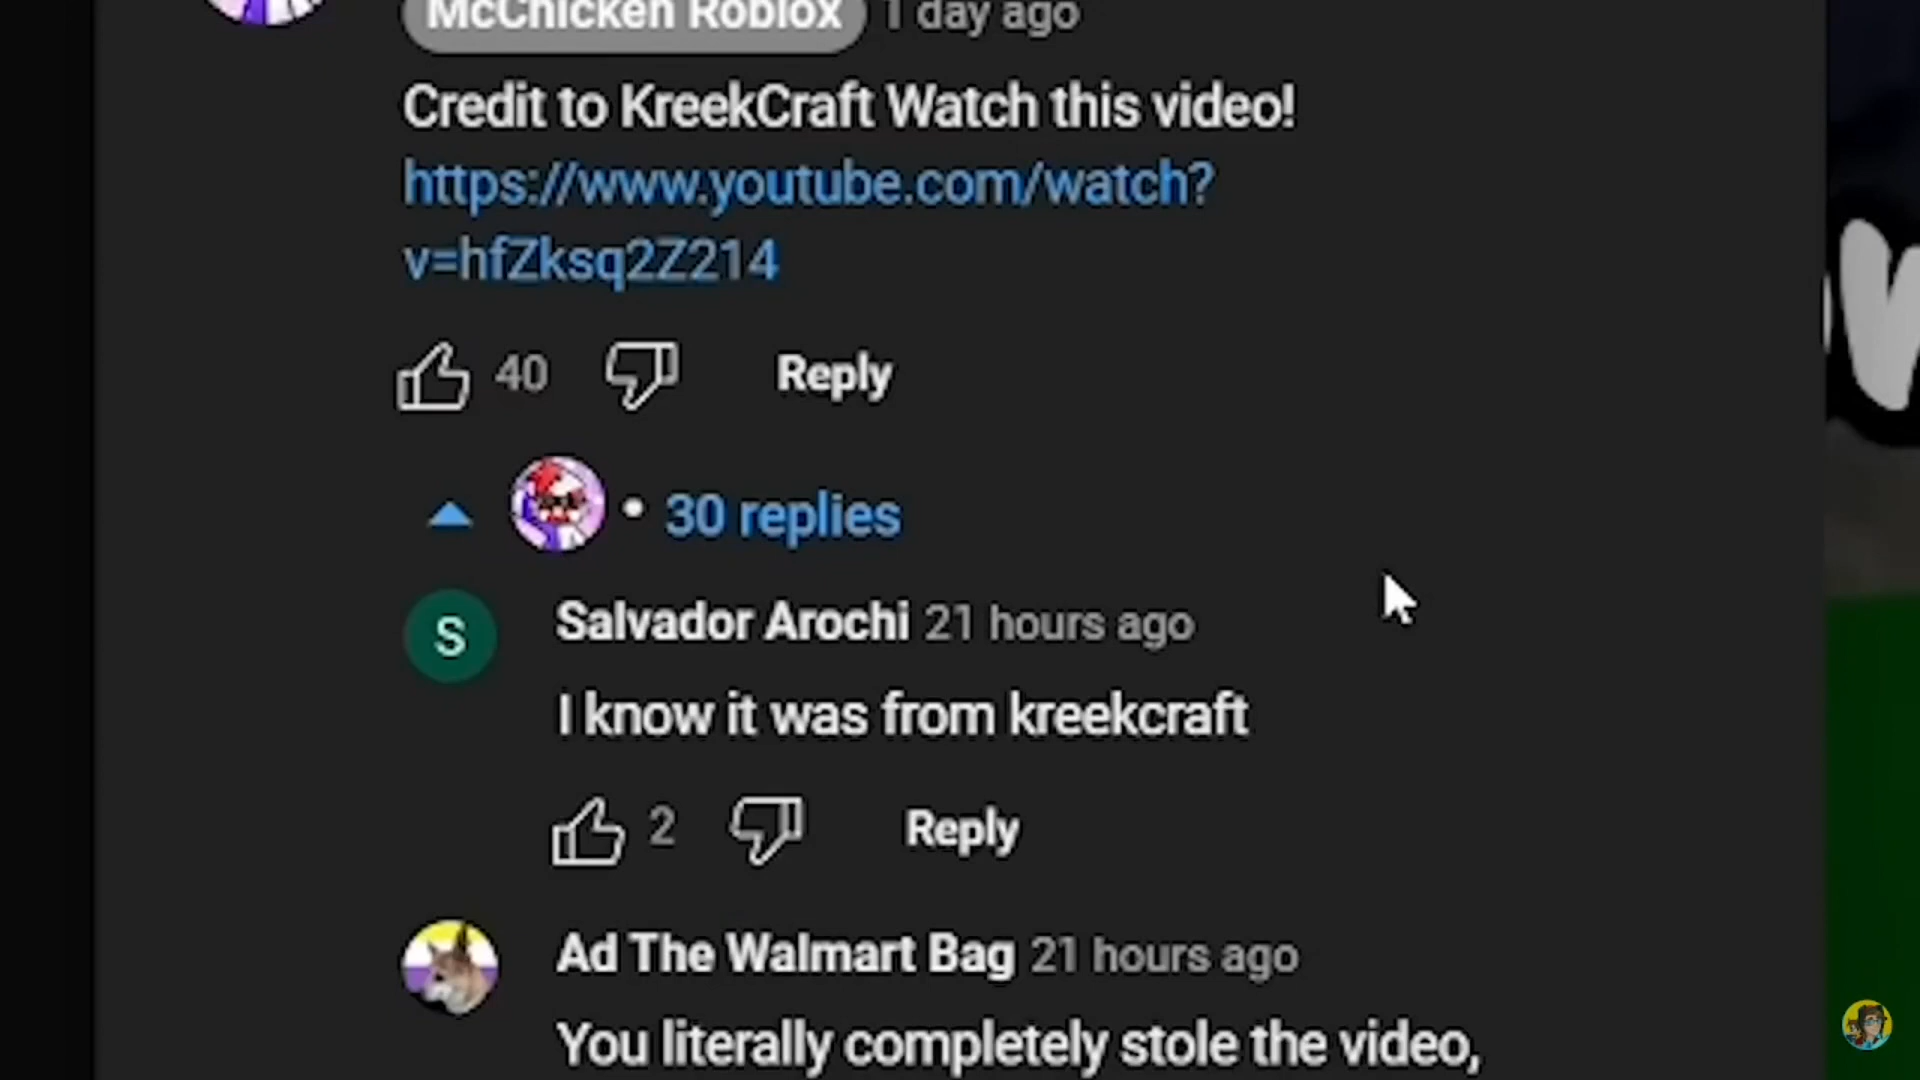 McChicken Roblox 1 day ago
Credit to KreekCraft Watch this video!
https://www.youtube.com/watch?
v=hfZksq2Z214
40 Reply
30 replies
S Salvador Arochi 21 hours ago
I know it was from kreekcraft
2 Reply
Ad The Walmart Bag 21 hours ago
You literally completely stole the video,